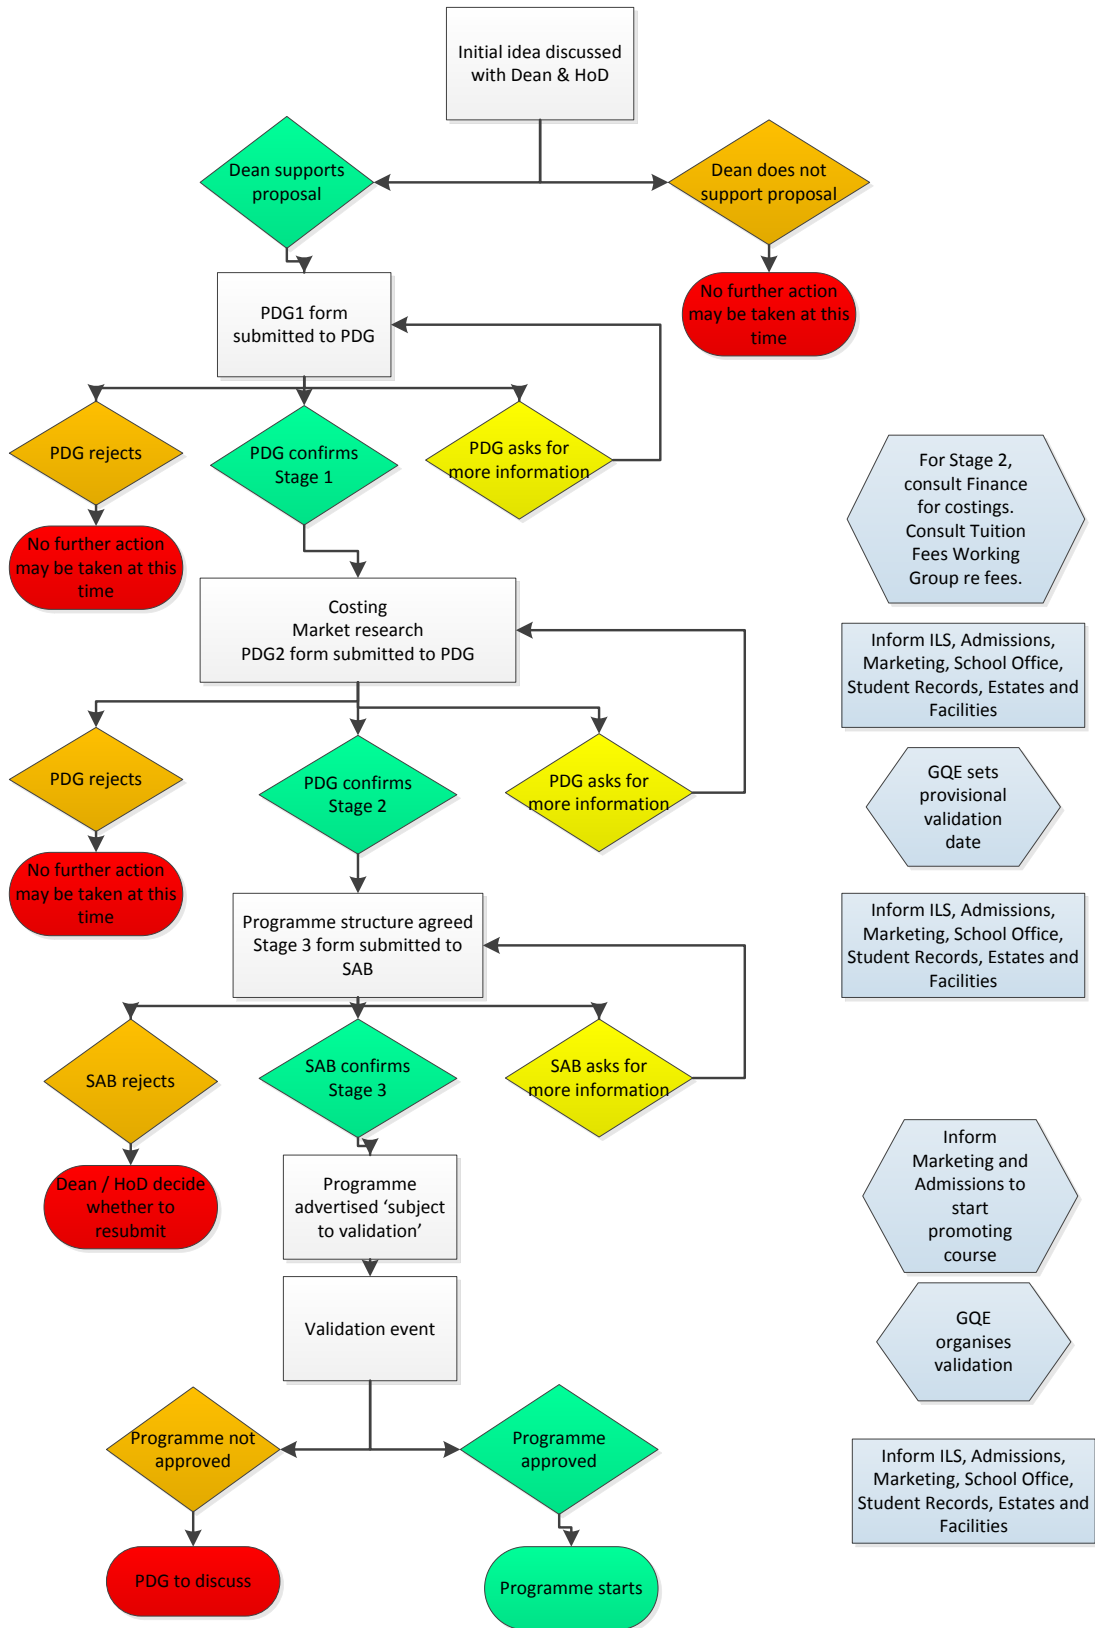 Initial idea discussed
with Dean & HoD
Dean supports
proposal
Dean does not
support proposal
No further action
may be taken at this
time
PDG1 form
submitted to PDG
PDG rejects
PDG confirms
Stage 1
PDG asks for
more information
No further action
may be taken at this
time
For Stage 2,
consult Finance
for costings.
Consult Tuition
Fees Working
Group re fees.
Costing
Market research
PDG2 form submitted to PDG
Inform ILS, Admissions,
Marketing, School Office,
Student Records, Estates and
Facilities
PDG rejects
PDG confirms
Stage 2
PDG asks for
more information
GQE sets
provisional
validation
date
No further action
may be taken at this
time
Programme structure agreed
Stage 3 form submitted to
SAB
Inform ILS, Admissions,
Marketing, School Office,
Student Records, Estates and
Facilities
SAB rejects
SAB confirms
Stage 3
SAB asks for
more information
Dean / HoD decide
whether to
resubmit
Programme
advertised ‘subject
to validation’
Inform
Marketing and
Admissions to
start
promoting
course
Validation event
GQE
organises
validation
Programme not
approved
Programme
approved
Inform ILS, Admissions,
Marketing, School Office,
Student Records, Estates and
Facilities
PDG to discuss
Programme starts